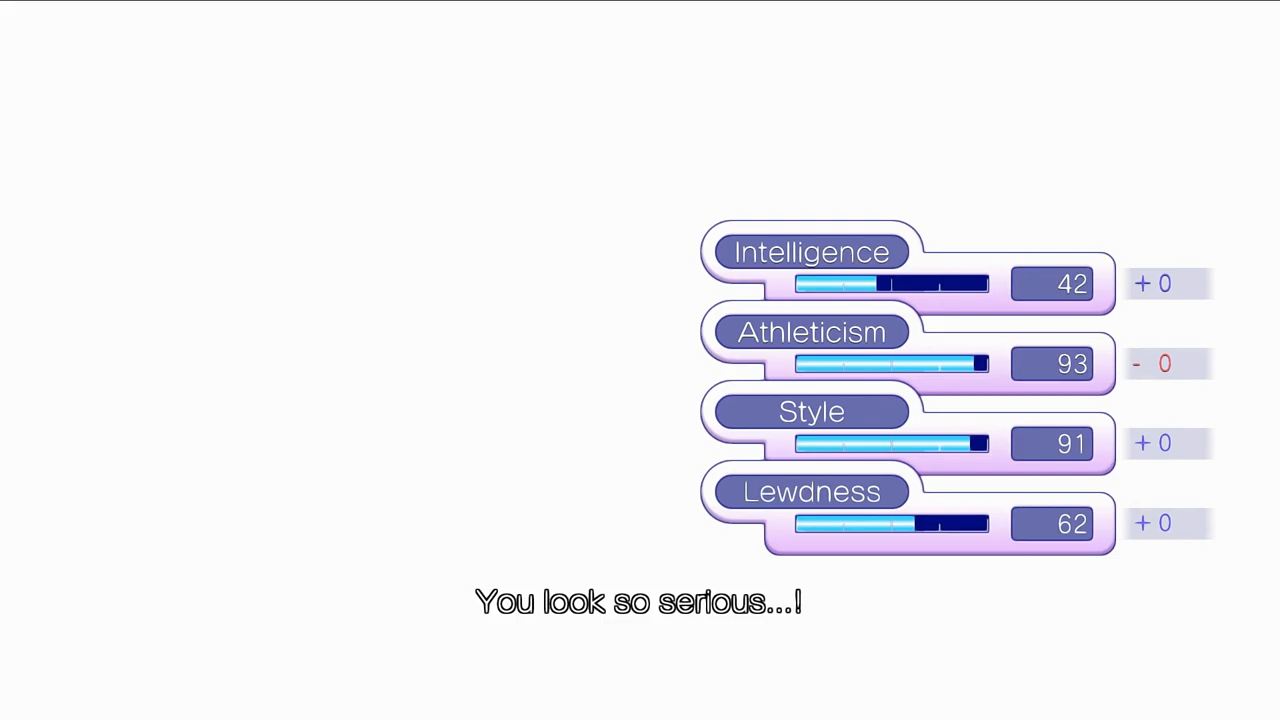 Intelligence
42 + 0
Athleticism
93 - 0
Style
91 + 0
Lewdness
62 + 0
You look so serious...!